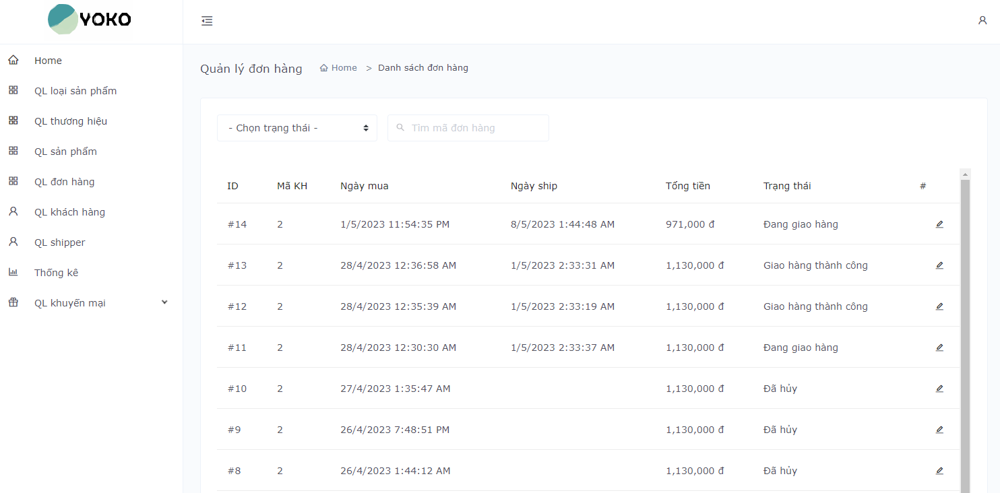 YOKO
Home
QL loại sản phẩm
QL thương hiệu
QL sản phẩm
QL đơn hàng
QL khách hàng
QL shipper
Thống kê
QL khuyến mại
Quản lý đơn hàng Home > Danh sách đơn hàng
- Chọn trạng thái - Tìm mã đơn hàng
ID Mã KH Ngày mua Ngày ship Tổng tiền Trạng thái #
#14 2 1/5/2023 11:54:35 PM 8/5/2023 1:44:48 AM 971,000 đ Đang giao hàng
#13 2 28/4/2023 12:36:58 AM 1/5/2023 2:33:31 AM 1,130,000 đ Giao hàng thành công
#12 2 28/4/2023 12:35:39 AM 1/5/2023 2:33:19 AM 1,130,000 đ Giao hàng thành công
#11 2 28/4/2023 12:30:30 AM 1/5/2023 2:33:37 AM 1,130,000 đ Đang giao hàng
#10 2 27/4/2023 1:35:47 AM 1,130,000 đ Đã hủy
#9 2 26/4/2023 7:48:51 PM 1,130,000 đ Đã hủy
#8 2 26/4/2023 1:44:12 AM 1,130,000 đ Đã hủy